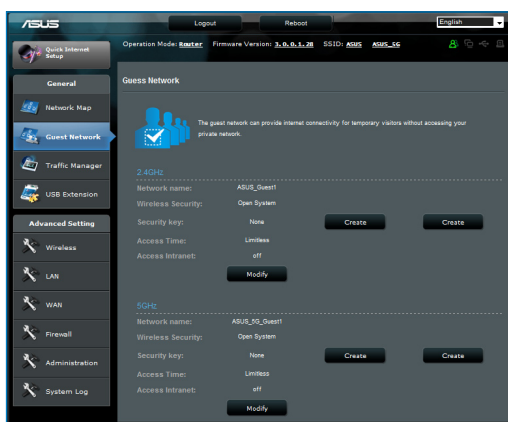 ASUS
Logout
Reboot
English
Quick Internet Setup
Operation Mode: Router Firmware Version: 3.0.0.1.28 SSID: ASUS ASUS_5G
General
Network Map
Guest Network
Traffic Manager
USB Extension
Advanced Setting
Wireless
LAN
WAN
Firewall
Administration
System Log
Guess Network
The guest network can provide internet connectivity for temporary visitors without accessing your
private network.
2.4GHz
Network name: ASUS_Guest1
Wireless Security: Open System
Security key: None Create Create
Access Time: Limitless
Access Intranet: off
Modify
5GHz
Network name: ASUS_5G_Guest1
Wireless Security: Open System
Security key: None Create Create
Access Time: Limitless
Access Intranet: off
Modify